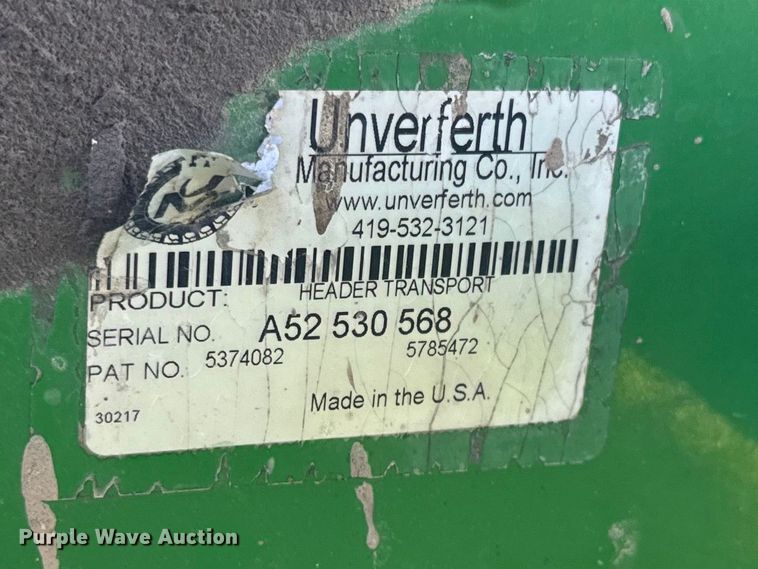 Unverferth
Manufacturing Co., Inc.
www.unverferth.com
419-532-3121
PRODUCT: HEADER TRANSPORT
SERIAL NO. A52 530 568
PAT NO. 5374082 5785472
30217 Made in the U.S.A.
Purple Wave Auction